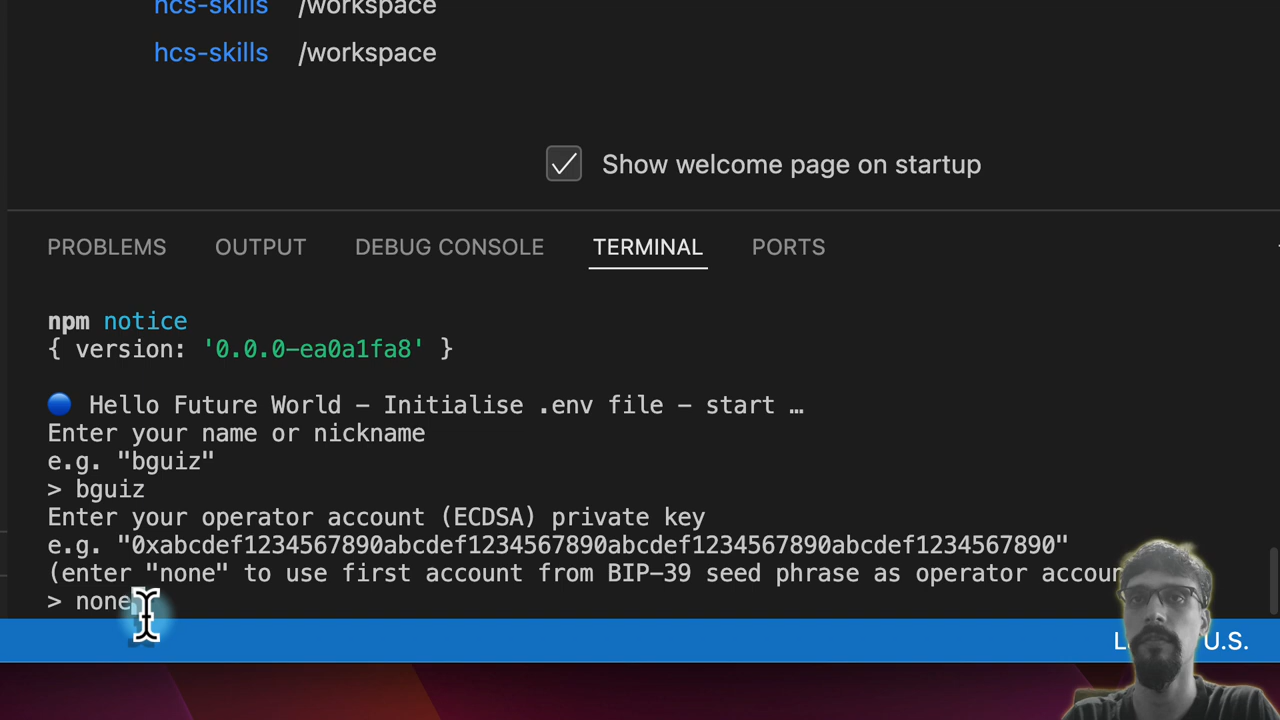 hcs-skills /workspace
hcs-skills /workspace
Show welcome page on startup
PROBLEMS OUTPUT DEBUG CONSOLE TERMINAL PORTS
npm notice
{ version: '0.0.0-ea0a1fa8' }
🔵 Hello Future World - Initialise .env file - start …
Enter your name or nickname
e.g. "bguiz"
> bguiz
Enter your operator account (ECDSA) private key
e.g. "0xabcdef1234567890abcdef1234567890abcdef1234567890abcdef1234567890"
(enter "none" to use first account from BIP-39 seed phrase as operator
> none
U.S.